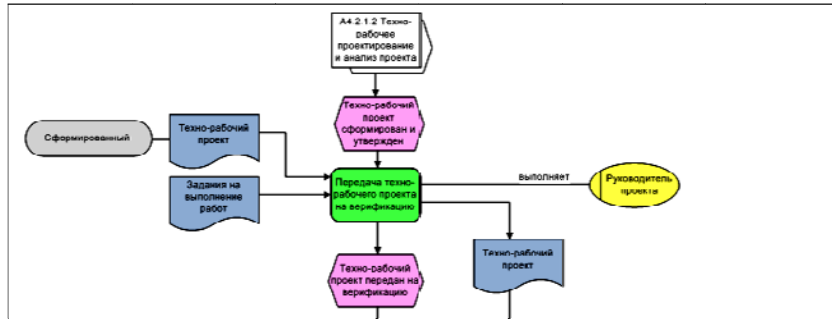 А4.2.1.2 Техно-
рабочее
проектирование
и анализ проекта
Техно-рабочий
проект
сформирован и
утвержден
Сформированный
Техно-рабочий
проект
Задания на
выполнение
работ
Передача техно-
рабочего проекта
на верификацию
выполняет
Руководитель
проекта
Техно-рабочий
проект передан на
верификацию
Техно-рабочий
проект